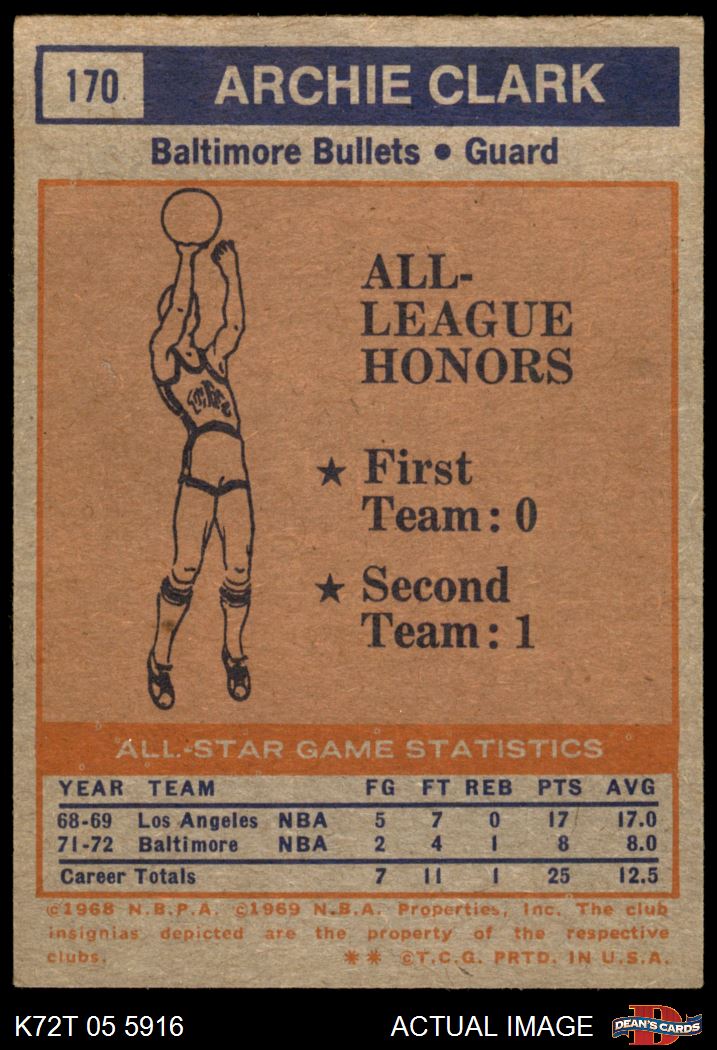 170 ARCHIE CLARK
Baltimore Bullets • Guard
ALL-
LEAGUE
HONORS
★ First
Team: 0
★ Second
Team: 1
ALL-STAR GAME STATISTICS
YEAR TEAM FG FT REB PTS AVG
68-69 Los Angeles NBA 5 7 0 17 17.0
71-72 Baltimore NBA 2 4 1 8 8.0
Career Totals 7 11 1 25 12.5
©1968 N.B.P.A. ©1969 N.B.A. Properties, Inc. The club
insignias depicted are the property of the respective
clubs. ** ©T.C.G. PRTD. IN U.S.A.
K72T 05 5916 ACTUAL IMAGE DEAN'S CARDS